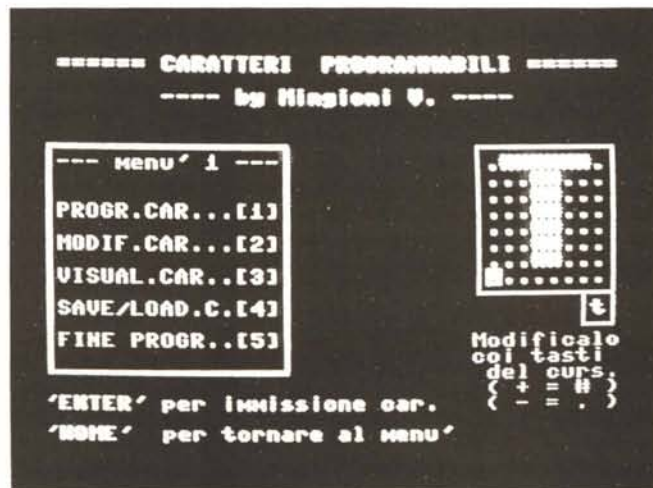 ====== CARATTERI PROGRAMMABILI ======
---- by Mingioni V. ----
--- Menu' 1 ---
PROGR.CAR...[1]
MODIF.CAR...[2]
VISUAL.CAR..[3]
SAVE/LOAD.C.[4]
FINE PROGR..[5]
t
Modificalo
coi tasti
del curs.
( + = # )
( - = . )
'ENTER' per immissione car.
'HOME' per tornare al menu'